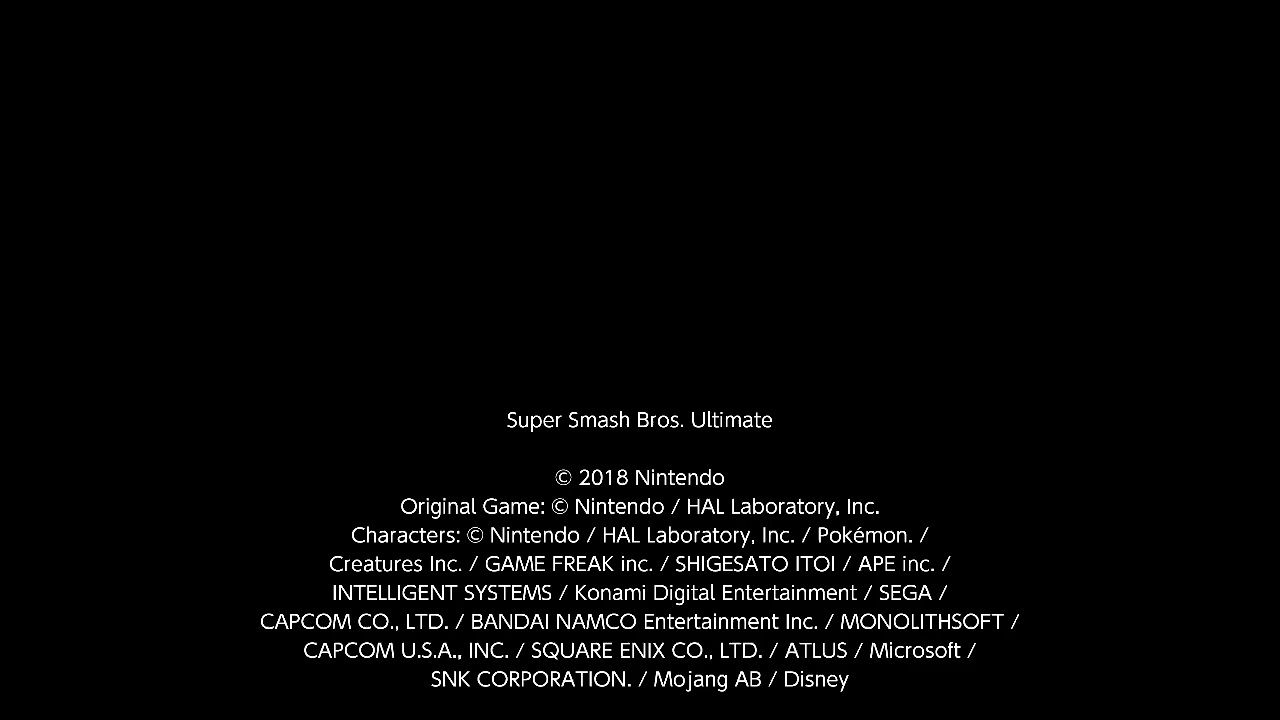 Super Smash Bros. Ultimate
© 2018 Nintendo
Original Game: © Nintendo / HAL Laboratory, Inc.
Characters: © Nintendo / HAL Laboratory, Inc. / Pokémon. /
Creatures Inc. / GAME FREAK inc. / SHIGESATO ITOI / APE inc. /
INTELLIGENT SYSTEMS / Konami Digital Entertainment / SEGA /
CAPCOM CO., LTD. / BANDAI NAMCO Entertainment Inc. / MONOLITHSOFT /
CAPCOM U.S.A., INC. / SQUARE ENIX CO., LTD. / ATLUS / Microsoft /
SNK CORPORATION. / Mojang AB / Disney